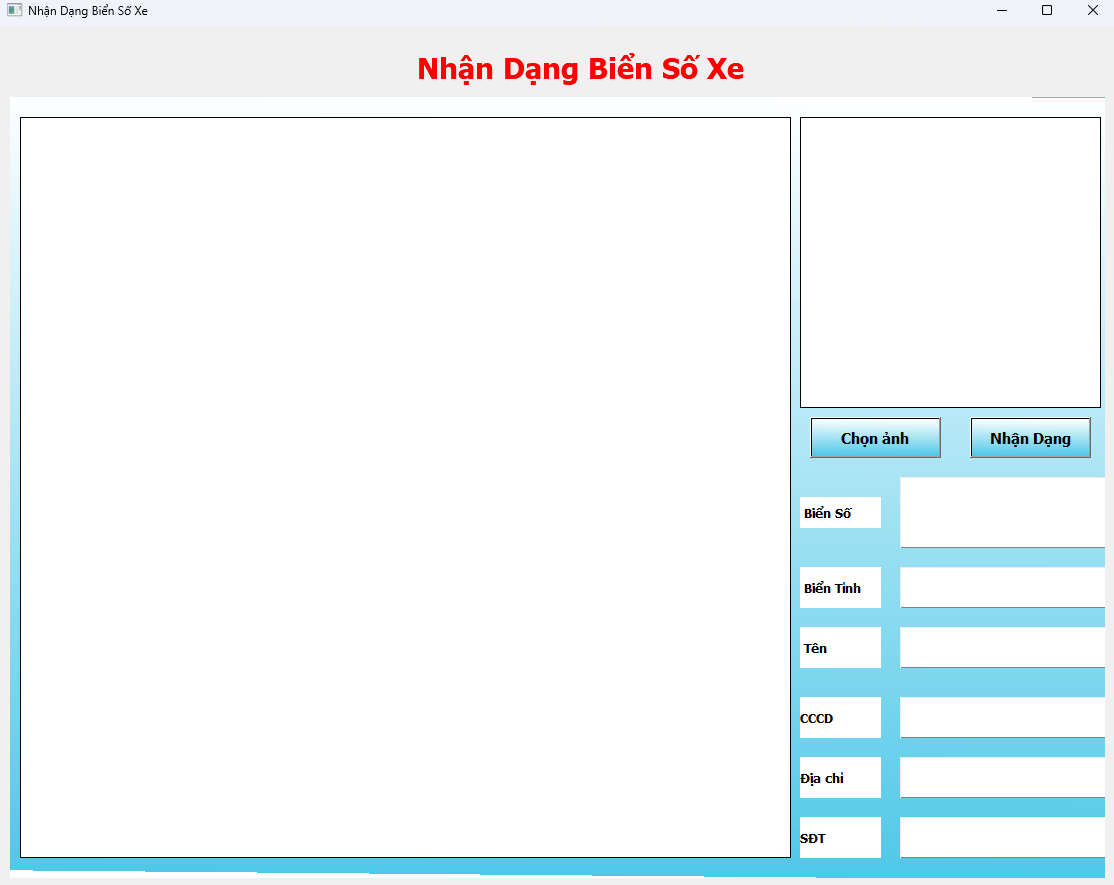 Nhận Dạng Biển Số Xe
Nhận Dạng Biển Số Xe
Chọn ảnh
Nhận Dạng
Biển Số
Biển Tinh
Tên
CCCD
Địa chỉ
SĐT